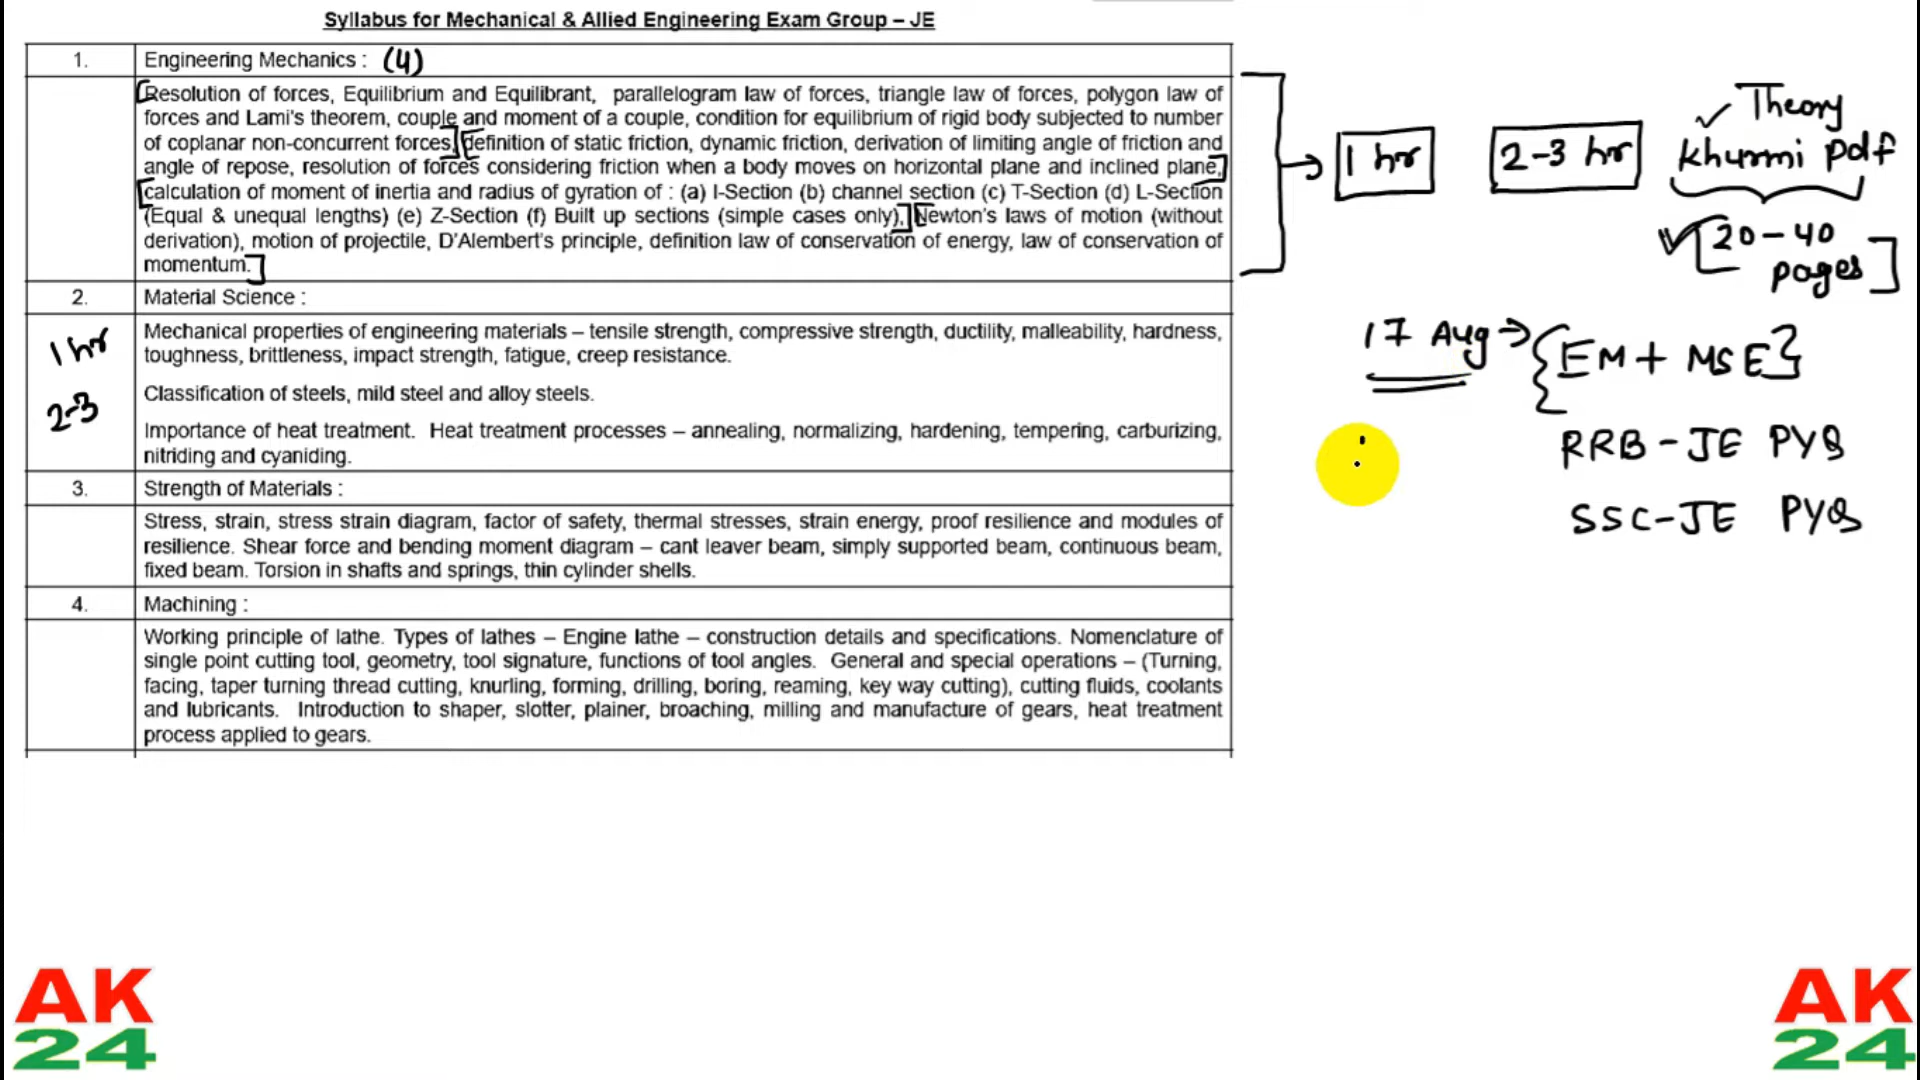 Syllabus for Mechanical & Allied Engineering Exam Group – JE
1. Engineering Mechanics : (4)
Resolution of forces, Equilibrium and Equilibrant, parallelogram law of forces, triangle law of forces, polygon law of
forces and Lami's theorem, couple and moment of a couple, condition for equilibrium of rigid body subjected to number
of coplanar non-concurrent forces, definition of static friction, dynamic friction, derivation of limiting angle of friction and
angle of repose, resolution of forces considering friction when a body moves on horizontal plane and inclined plane,
calculation of moment of inertia and radius of gyration of : (a) I-Section (b) channel section (c) T-Section (d) L-Section
(Equal & unequal lengths) (e) Z-Section (f) Built up sections (simple cases only), Newton's laws of motion (without
derivation), motion of projectile, D'Alembert's principle, definition law of conservation of energy, law of conservation of
momentum.
2. Material Science :
1 hr
2-3
Mechanical properties of engineering materials – tensile strength, compressive strength, ductility, malleability, hardness,
toughness, brittleness, impact strength, fatigue, creep resistance.
Classification of steels, mild steel and alloy steels.
Importance of heat treatment. Heat treatment processes – annealing, normalizing, hardening, tempering, carburizing,
nitriding and cyaniding.
3. Strength of Materials :
Stress, strain, stress strain diagram, factor of safety, thermal stresses, strain energy, proof resilience and modules of
resilience. Shear force and bending moment diagram – cant leaver beam, simply supported beam, continuous beam,
fixed beam. Torsion in shafts and springs, thin cylinder shells.
4. Machining :
Working principle of lathe. Types of lathes – Engine lathe – construction details and specifications. Nomenclature of
single point cutting tool, geometry, tool signature, functions of tool angles. General and special operations – (Turning,
facing, taper turning thread cutting, knurling, forming, drilling, boring, reaming, key way cutting), cutting fluids, coolants
and lubricants. Introduction to shaper, slotter, plainer, broaching, milling and manufacture of gears, heat treatment
process applied to gears.
1 hr
2-3 hr
Theory
Khurmi pdf
20-40
pages
17 Aug → {EM + MSE}
RRB-JE PYQ
SSC-JE PYQ
AK
24
AK
24